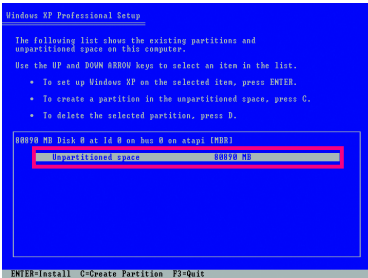 Windows XP Professional Setup
The following list shows the existing partitions and
unpartitioned space on this computer.
Use the UP and DOWN ARROW keys to select an item in the list.
• To set up Windows XP on the selected item, press ENTER.
• To create a partition in the unpartitioned space, press C.
• To delete the selected partition, press D.
80890 MB Disk 0 at Id 0 on bus 0 on atapi [MBR]
Unpartitioned space 80890 MB
ENTER=Install C=Create Partition F3=Quit